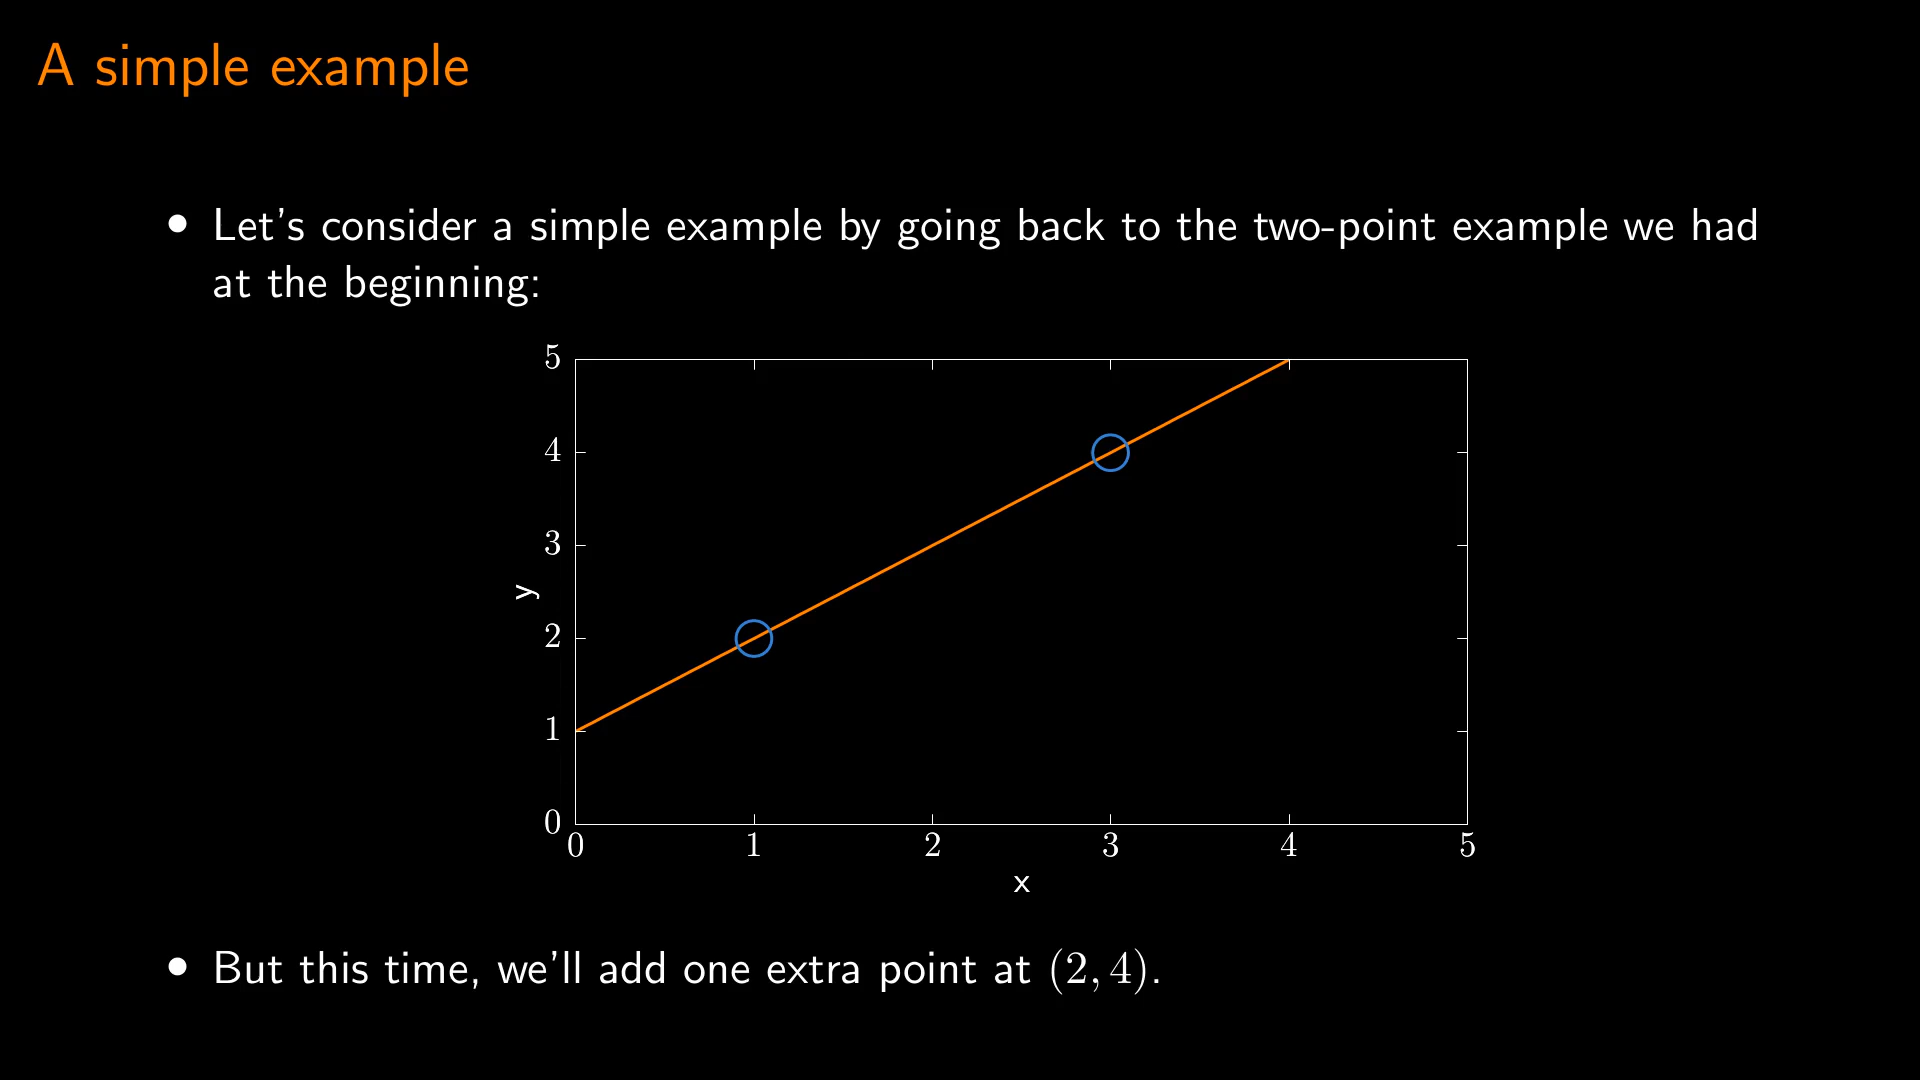 A simple example
• Let's consider a simple example by going back to the two-point example we had
at the beginning:
5
4
3
2
1
0
y
0 1 2 3 4 5
x
• But this time, we'll add one extra point at (2, 4).